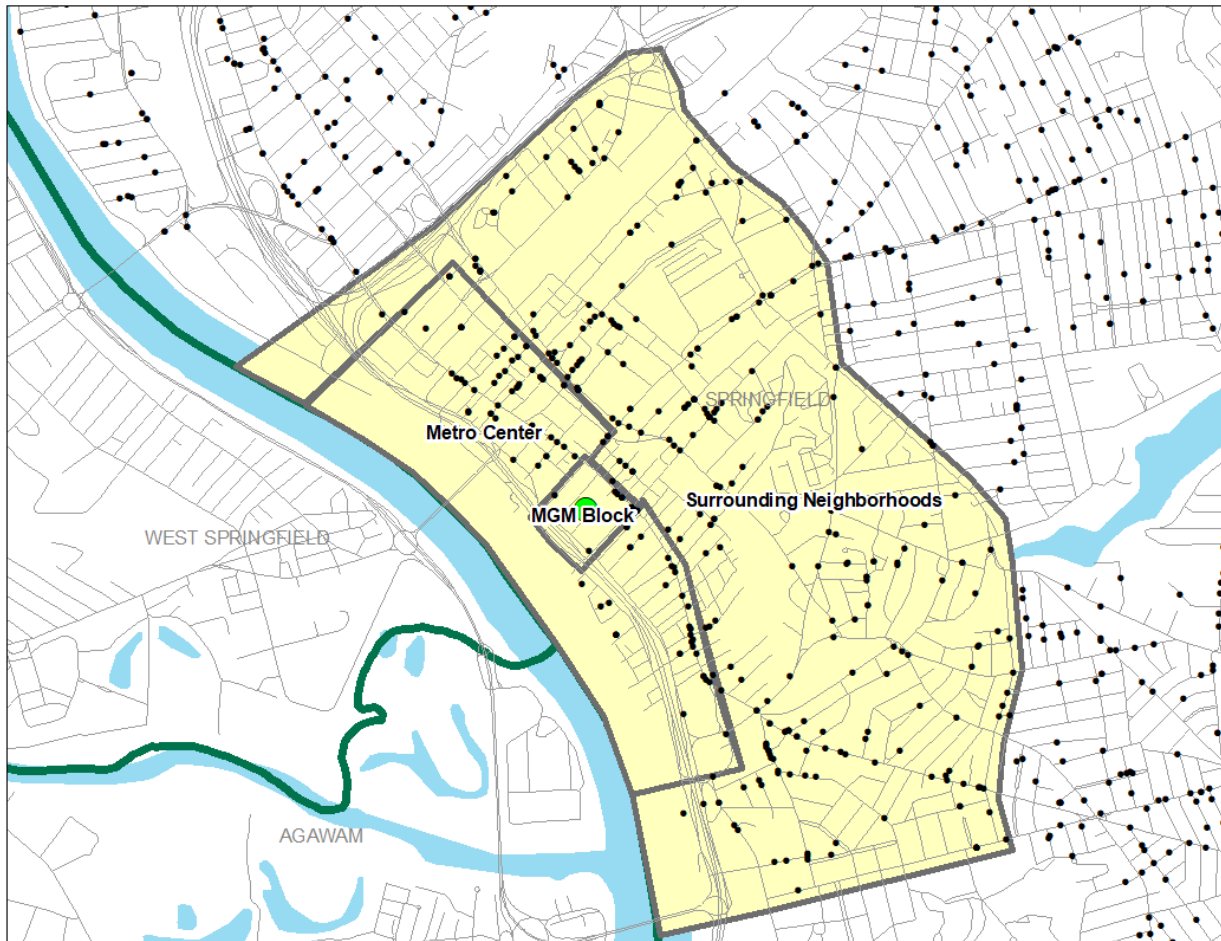 SPRINGFIELD
Metro Center
Surrounding Neighborhoods
MGM Block
WEST SPRINGFIELD
AGAWAM